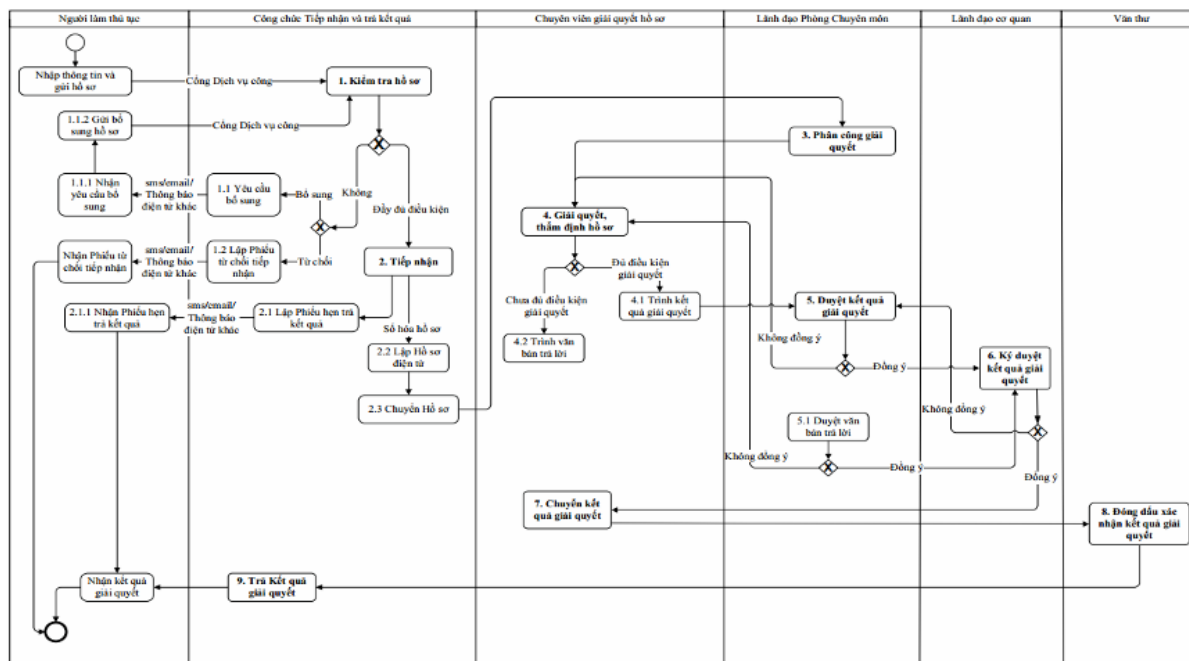 Người làm thủ tục
Công chức Tiếp nhận và trả kết quả
Chuyên viên giải quyết hồ sơ
Lãnh đạo Phòng Chuyên môn
Lãnh đạo cơ quan
Văn thư
Nhập thông tin và
gửi hồ sơ
Cổng Dịch vụ công
1. Kiểm tra hồ sơ
1.1.2 Gửi bổ
sung hồ sơ
Cổng Dịch vụ công
3. Phân công giải
quyết
1.1.1 Nhận
yêu cầu bổ
sung
sms/email/
Thông báo
điện tử khác
1.1 Yêu cầu
bổ sung
Bổ sung
Không
Đầy đủ điều kiện
4. Giải quyết,
thẩm định hồ sơ
Nhận Phiếu từ
chối tiếp nhận
sms/email/
Thông báo
điện tử khác
1.2 Lập Phiếu
từ chối tiếp
nhận
Từ chối
2. Tiếp nhận
Đủ điều kiện
giải quyết
Chưa đủ điều kiện
giải quyết
4.1 Trình kết
quả giải quyết
5. Duyệt kết quả
giải quyết
2.1.1 Nhận Phiếu hẹn
trả kết quả
sms/email/
Thông báo
điện tử khác
2.1 Lập Phiếu hẹn trả
kết quả
Số hóa hồ sơ
4.2 Trình văn
bản trả lời
Không đồng ý
Đồng ý
6. Ký duyệt
kết quả giải
quyết
2.2 Lập Hồ sơ
điện tử
2.3 Chuyển Hồ sơ
5.1 Duyệt văn
bản trả lời
Không đồng ý
Không đồng ý
Đồng ý
Đồng ý
7. Chuyển kết
quả giải quyết
8. Đóng dấu xác
nhận kết quả giải
quyết
Nhận kết quả
giải quyết
9. Trả Kết quả
giải quyết